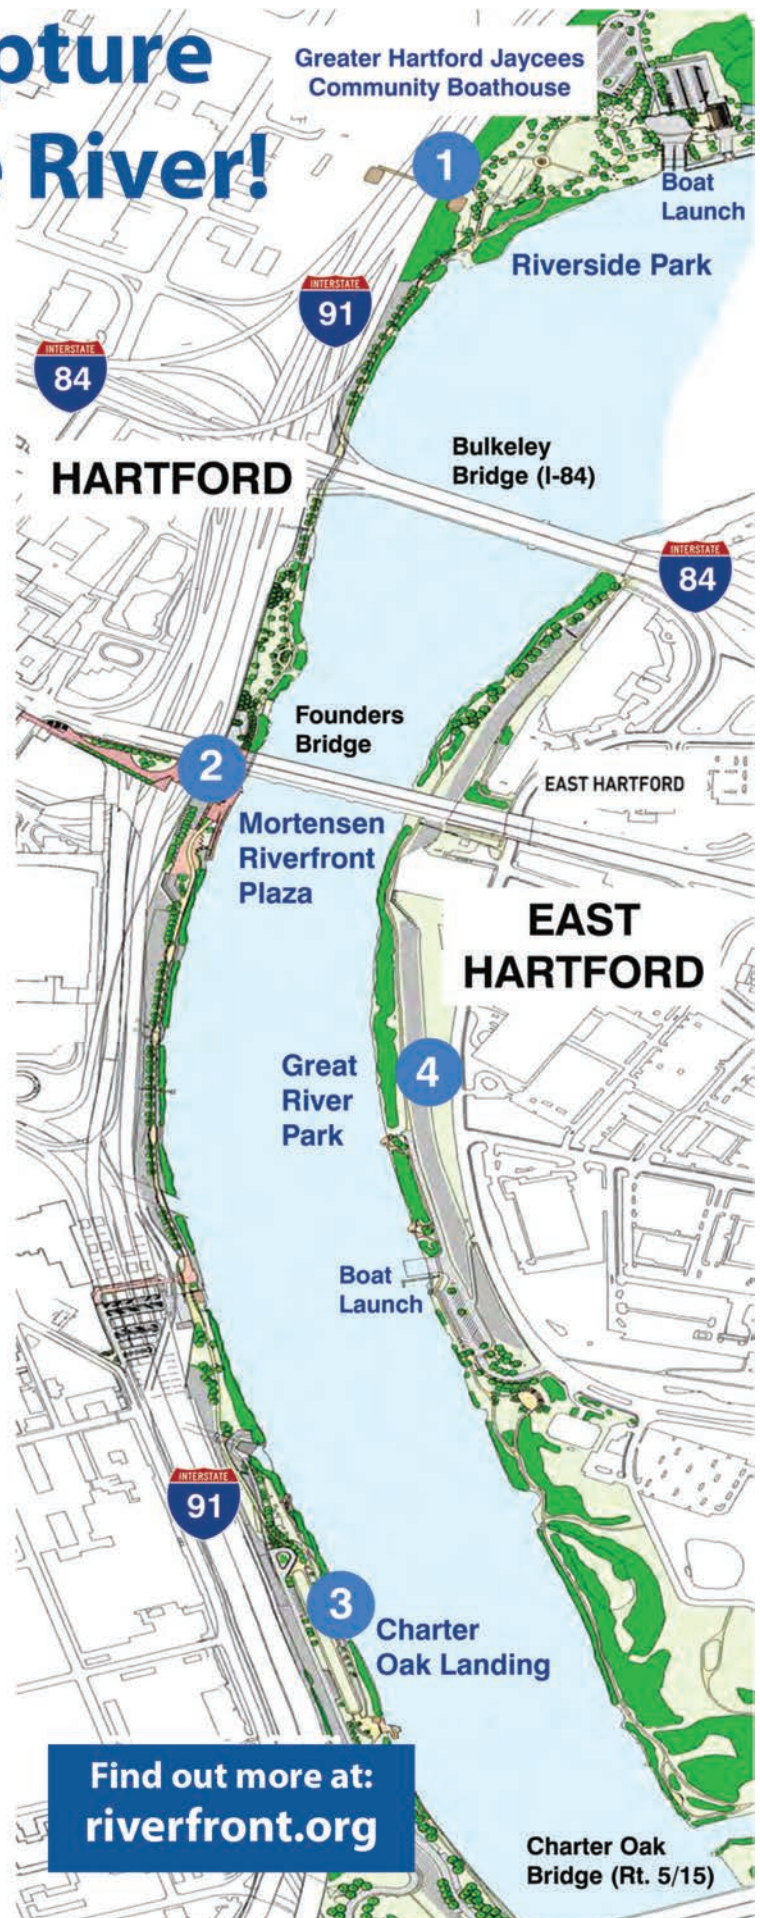 pture
River!
Greater Hartford Jaycees
Community Boathouse
1
Boat
Launch
Riverside Park
INTERSTATE
91
INTERSTATE
84
Bulkeley
Bridge (I-84)
HARTFORD
INTERSTATE
84
Founders
Bridge
2
EAST HARTFORD
Mortensen
Riverfront
Plaza
EAST
HARTFORD
Great
River
Park
4
Boat
Launch
INTERSTATE
91
3
Charter
Oak Landing
Find out more at:
riverfront.org
Charter Oak
Bridge (Rt. 5/15)